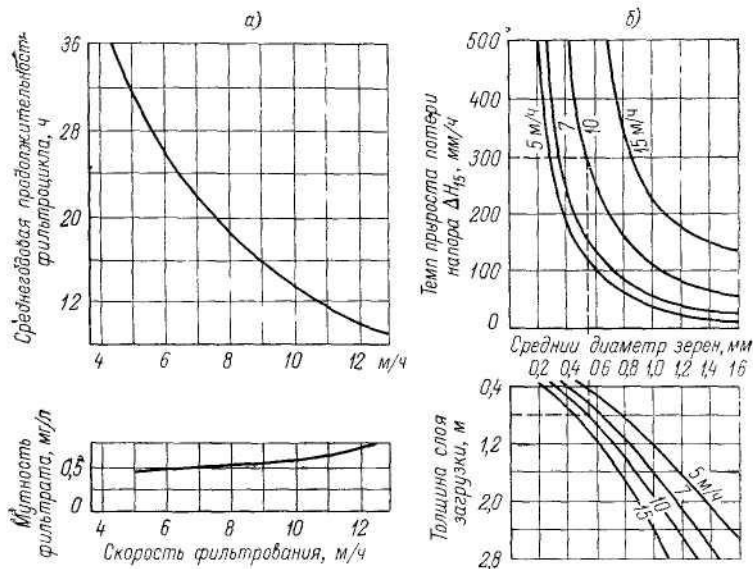 а)
Среднегодовая продолжительность
фильтроцикла, ч
36
28
20
12
4
6
8
10
12
м/ч
Мутность
фильтрата, мг/л
0,5
0
4
6
8
10
12
Скорость фильтрования, м/ч
б)
Темп прыроста потери
напора ΔH15, мм/ч
500
400
300
200
100
0
5 м/ч
7
10
15 м/ч
Средний диаметр зерен, мм
0,2 0,4 0,6 0,8 1,0 1,2 1,4 1,6
Толщина слоя
загрузки, м
0,4
1,2
2,0
2,8
15
10
7
5 м/ч